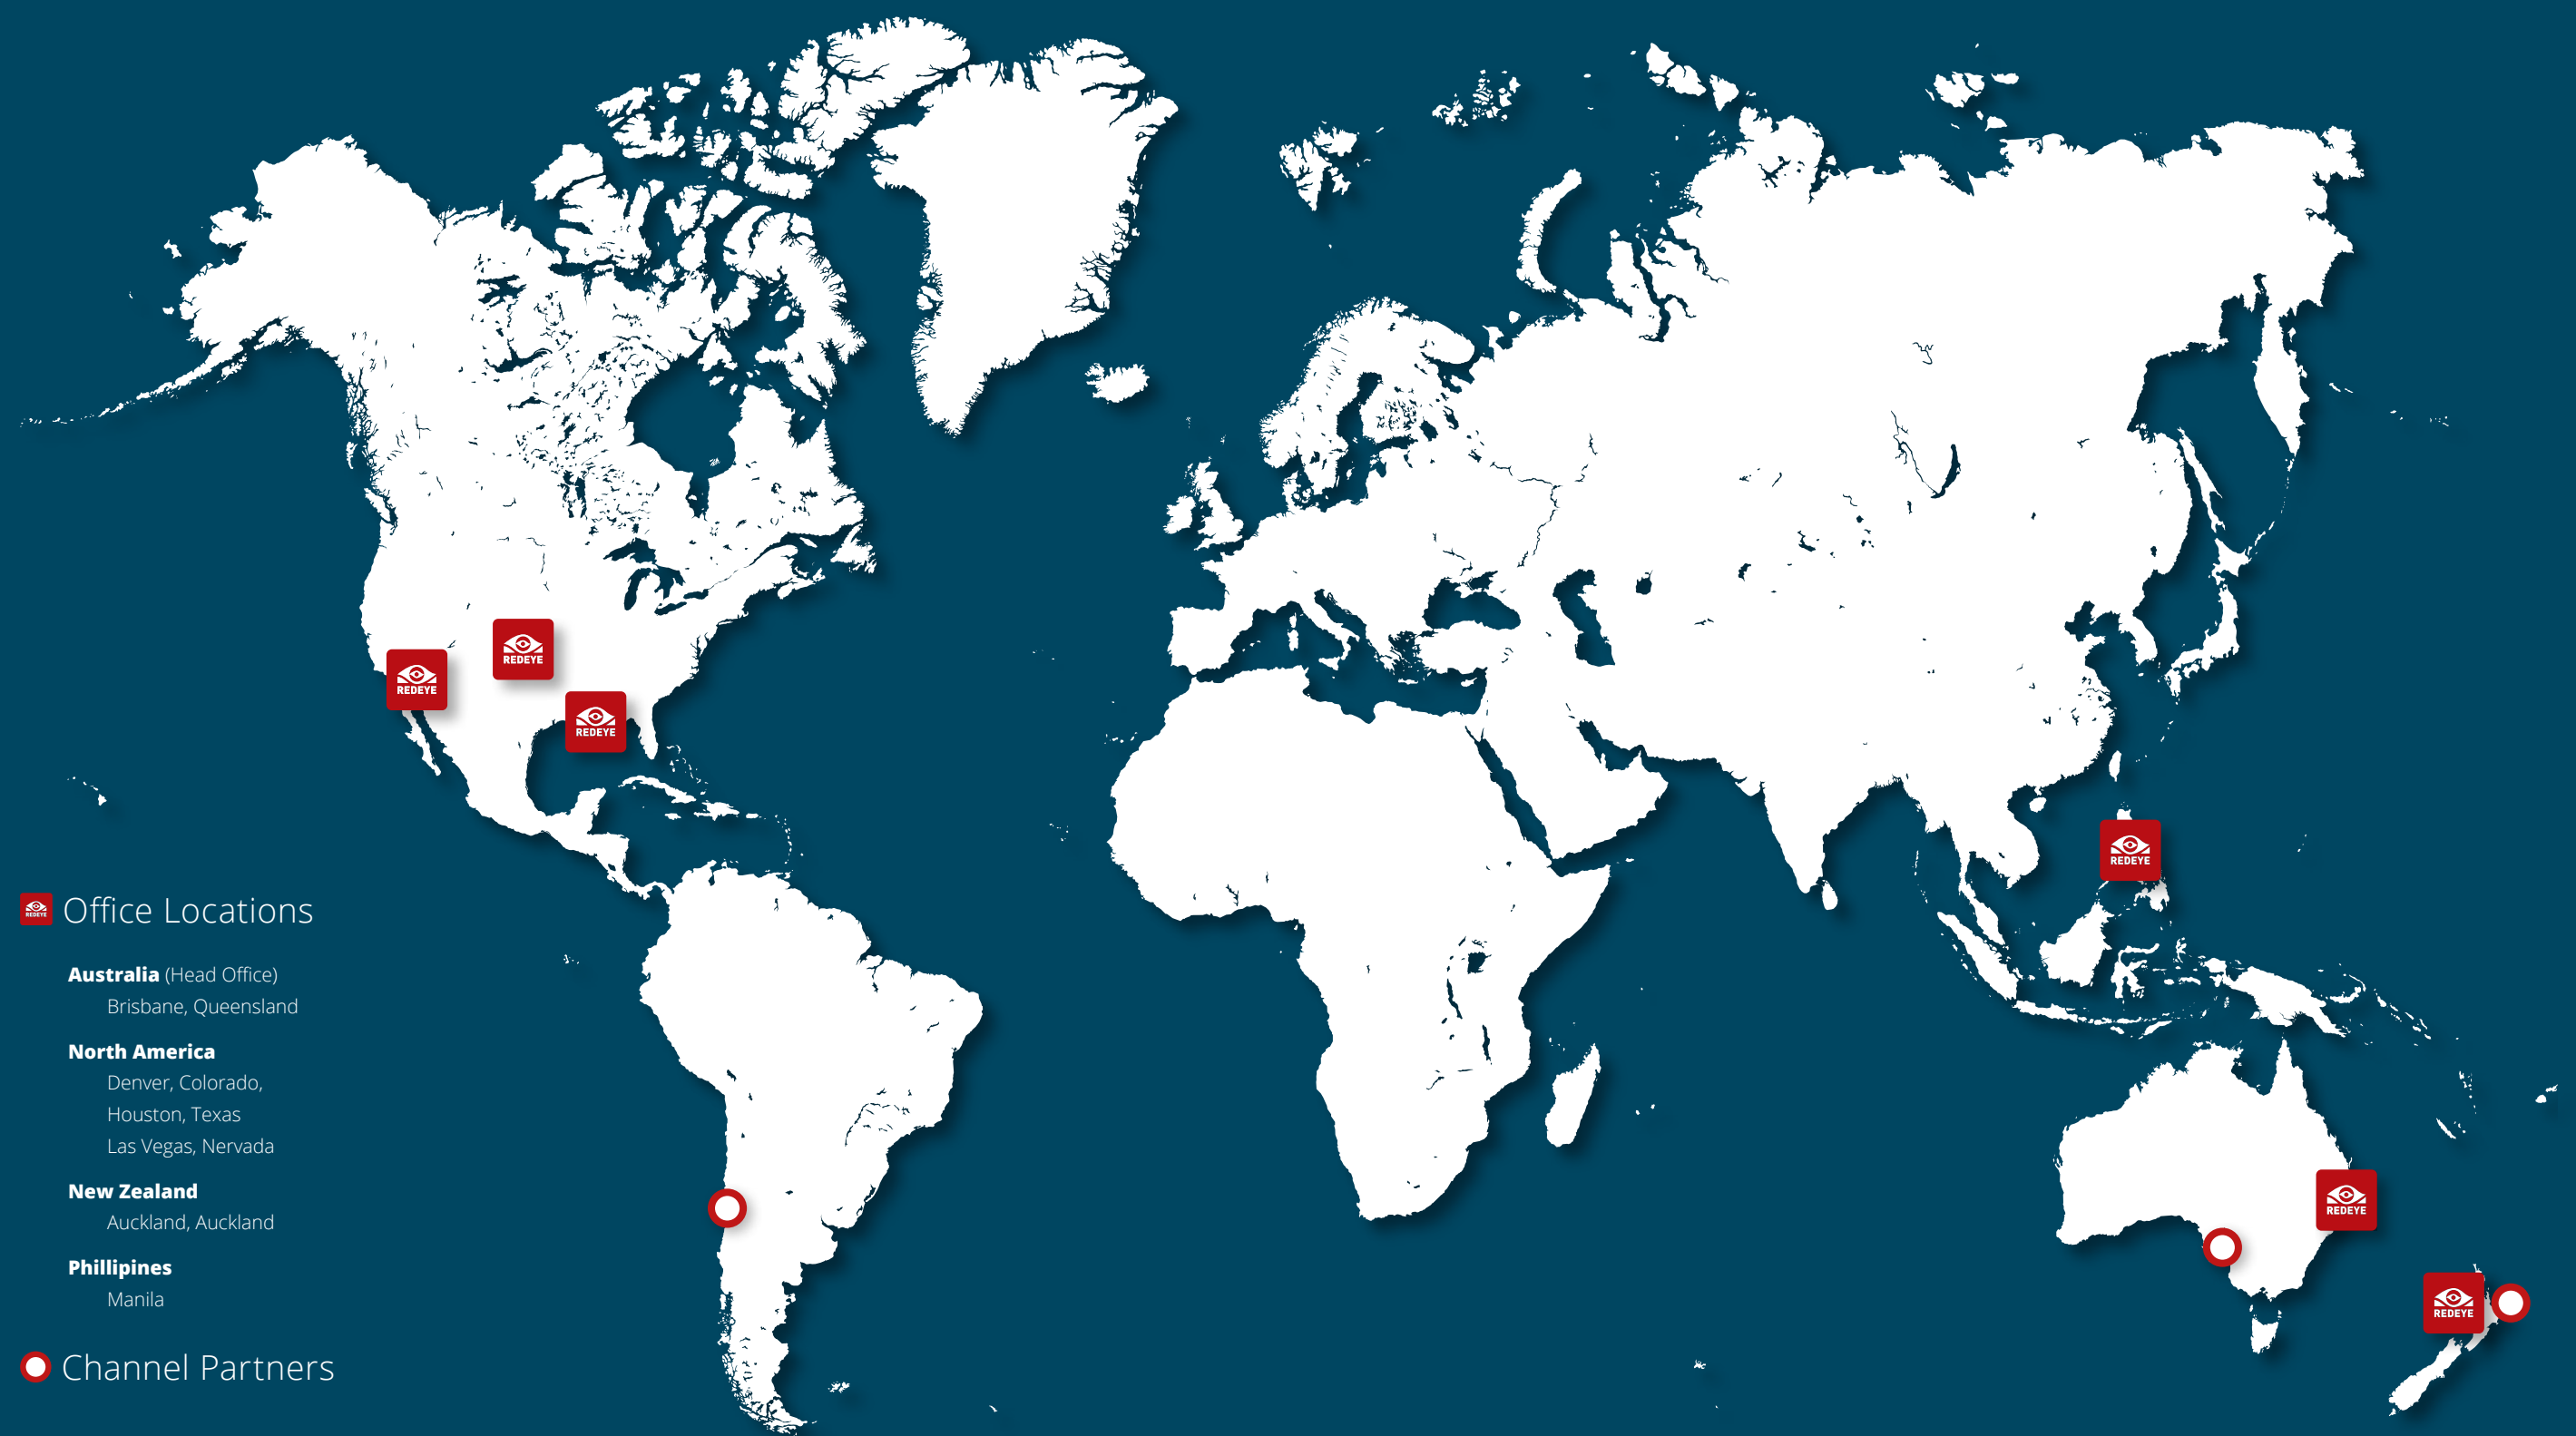 REDEYE
REDEYE
REDEYE
REDEYE
REDEYE Office Locations
Australia (Head Office)
Brisbane, Queensland
North America
Denver, Colorado,
Houston, Texas
Las Vegas, Nervada
REDEYE
New Zealand
Auckland, Auckland
Phillipines
Manila
REDEYE
Channel Partners